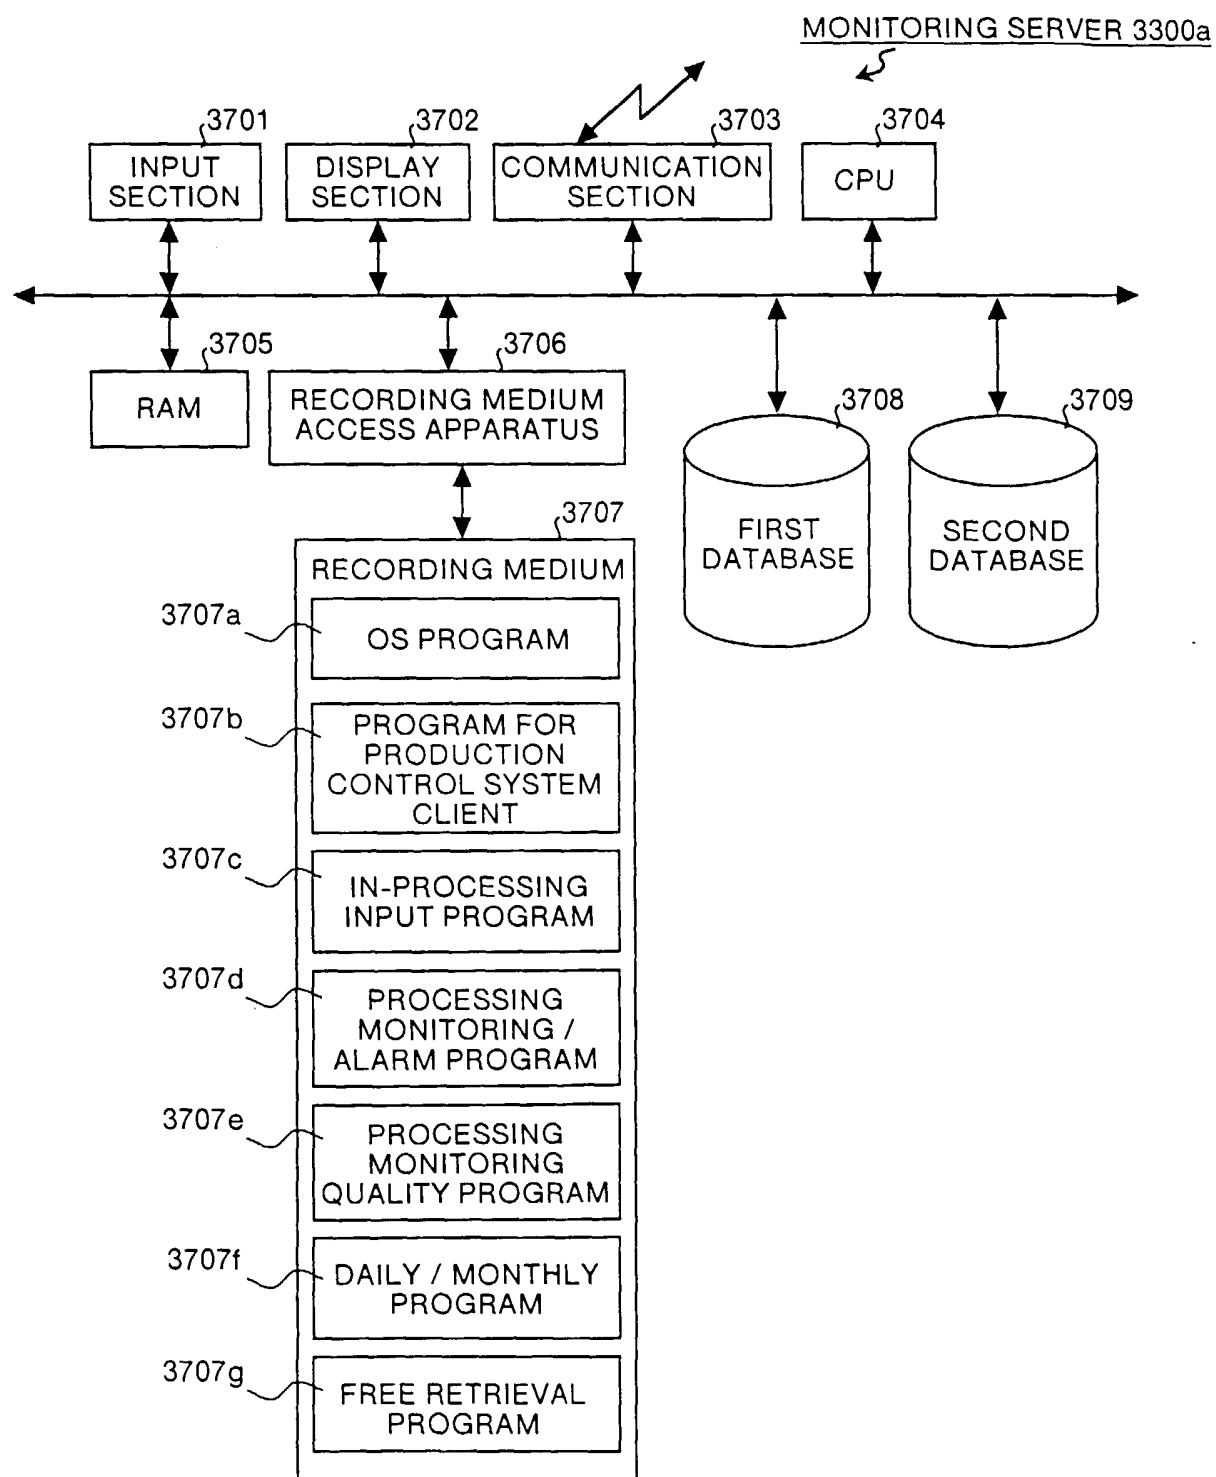 MONITORING SERVER 3300a
3701
3702
3703
3704
INPUT
SECTION
DISPLAY
SECTION
COMMUNICATION
SECTION
CPU
3705
3706
RAM
RECORDING MEDIUM
ACCESS APPARATUS
3708
3709
FIRST
DATABASE
SECOND
DATABASE
3707
RECORDING MEDIUM
3707a
OS PROGRAM
3707b
PROGRAM FOR
PRODUCTION
CONTROL SYSTEM
CLIENT
3707c
IN-PROCESSING
INPUT PROGRAM
3707d
PROCESSING
MONITORING /
ALARM PROGRAM
3707e
PROCESSING
MONITORING
QUALITY PROGRAM
3707f
DAILY / MONTHLY
PROGRAM
3707g
FREE RETRIEVAL
PROGRAM